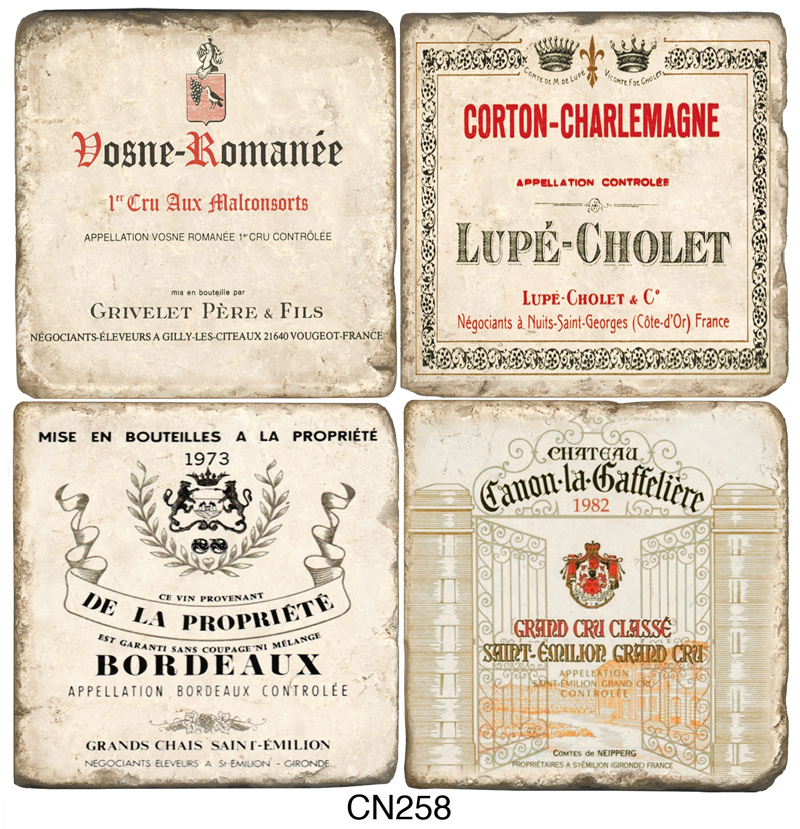 Vosne-Romanée
1er Cru Aux Malconsorts
APPELLATION VOSNE ROMANÉE 1er CRU CONTRÔLÉE
mis en bouteille par
GRIVELET PÈRE & FILS
NÉGOCIANTS-ÉLEVEURS A GILLY-LES-CITEAUX 21640 VOUGEOT-FRANCE
COMTE DE M. DE LUPÉ VICOMTE F. DE CHOLET
CORTON-CHARLEMAGNE
APPELLATION CONTROLÉE
LUPÉ-CHOLET
LUPÉ-CHOLET & Co
Négociants à Nuits-Saint-Georges (Côte-d'Or) France
MISE EN BOUTEILLES A LA PROPRIÉTÉ
1973
CE VIN PROVENANT
DE LA PROPRIÉTÉ
EST GARANTI SANS COUPAGE NI MÉLANGE
BORDEAUX
APPELLATION BORDEAUX CONTROLÉE
GRANDS CHAIS SAINT-ÉMILION
NÉGOCIANTS ÉLEVEURS A St-ÉMILION - GIRONDE
CHATEAU
Canon-la-Gaffelière
1982
GRAND CRU CLASSÉ
SAINT-ÉMILION GRAND CRU
APPELLATION
SAINT-ÉMILION GRAND CRU
CONTROLÉE
COMTES DE NEIPPERG
PROPRIÉTAIRES A ST-ÉMILION (GIRONDE) FRANCE
CN258